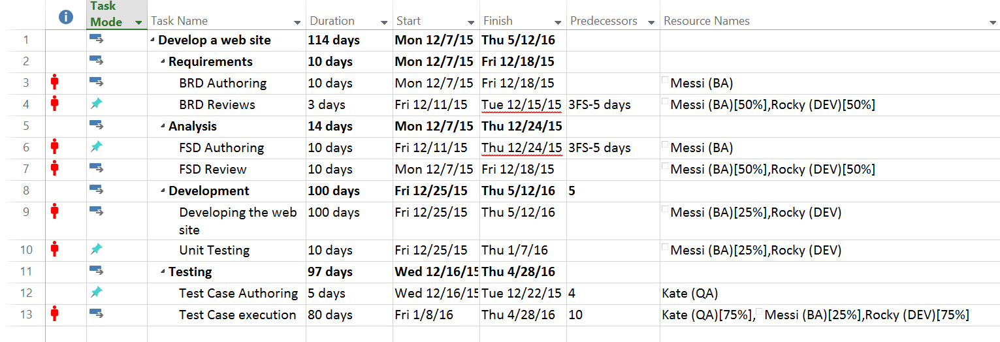 Task Mode Task Name Duration Start Finish Predecessors Resource Names
1 Develop a web site 114 days Mon 12/7/15 Thu 5/12/16
2 Requirements 10 days Mon 12/7/15 Fri 12/18/15
3 BRD Authoring 10 days Mon 12/7/15 Fri 12/18/15 Messi (BA)
4 BRD Reviews 3 days Fri 12/11/15 Tue 12/15/15 3FS-5 days Messi (BA)[50%],Rocky (DEV)[50%]
5 Analysis 14 days Mon 12/7/15 Thu 12/24/15
6 FSD Authoring 10 days Fri 12/11/15 Thu 12/24/15 3FS-5 days Messi (BA)
7 FSD Review 10 days Mon 12/7/15 Fri 12/18/15 Messi (BA)[50%],Rocky (DEV)[50%]
8 Development 100 days Fri 12/25/15 Thu 5/12/16 5
9 Developing the web site 100 days Fri 12/25/15 Thu 5/12/16 Messi (BA)[25%],Rocky (DEV)
10 Unit Testing 10 days Fri 12/25/15 Thu 1/7/16 Messi (BA)[25%],Rocky (DEV)
11 Testing 97 days Wed 12/16/15 Thu 4/28/16
12 Test Case Authoring 5 days Wed 12/16/15 Tue 12/22/15 4 Kate (QA)
13 Test Case execution 80 days Fri 1/8/16 Thu 4/28/16 10 Kate (QA)[75%],Messi (BA)[25%],Rocky (DEV)[75%]